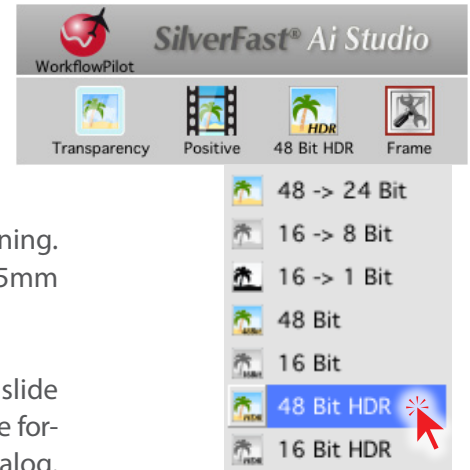 SilverFast® Ai Studio
WorkflowPilot
Transparency Positive 48 Bit HDR Frame
48 -> 24 Bit
ning.
16 -> 8 Bit
5mm
16 -> 1 Bit
48 Bit
16 Bit
slide
48 Bit HDR
e for-
16 Bit HDR
alog.